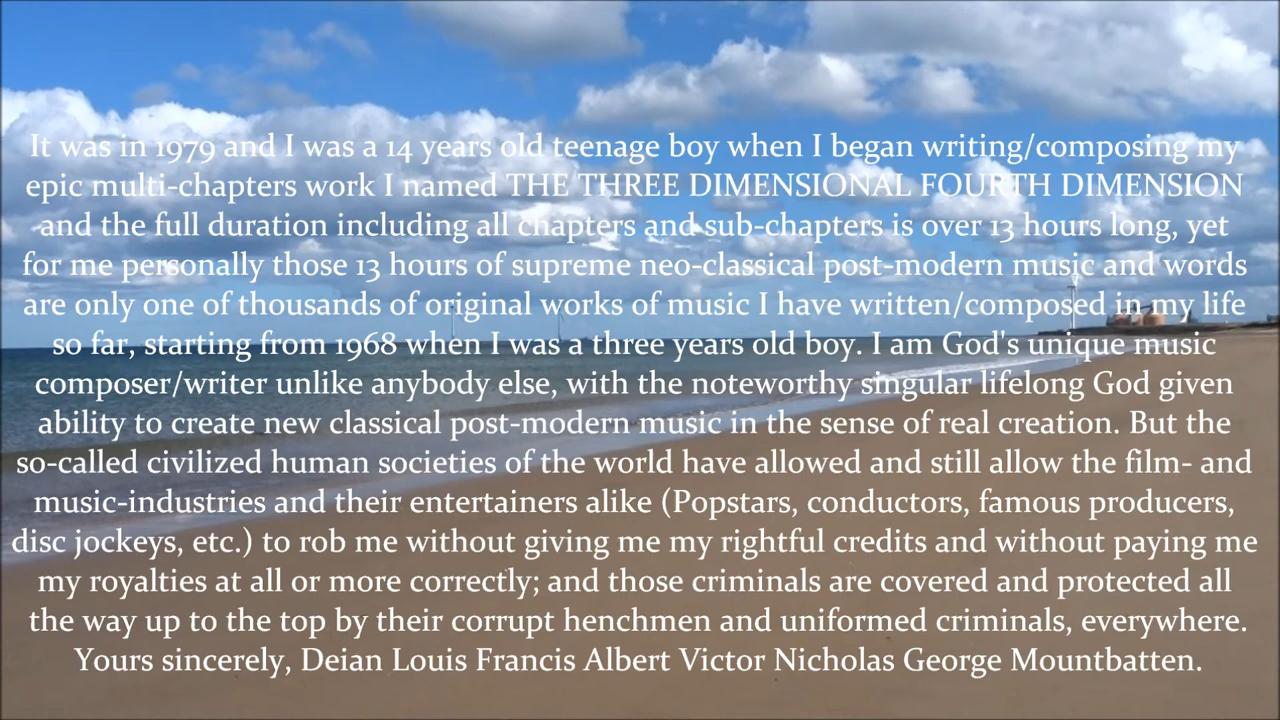 It was in 1979 and I was a 14 years old teenage boy when I began writing/composing my
epic multi-chapters work I named THE THREE DIMENSIONAL FOURTH DIMENSION
and the full duration including all chapters and sub-chapters is over 13 hours long, yet
for me personally those 13 hours of supreme neo-classical post-modern music and words
are only one of thousands of original works of music I have written/composed in my life
so far, starting from 1968 when I was a three years old boy. I am God's unique music
composer/writer unlike anybody else, with the noteworthy singular lifelong God given
ability to create new classical post-modern music in the sense of real creation. But the
so-called civilized human societies of the world have allowed and still allow the film- and
music-industries and their entertainers alike (Popstars, conductors, famous producers,
disc jockeys, etc.) to rob me without giving me my rightful credits and without paying me
my royalties at all or more correctly; and those criminals are covered and protected all
the way up to the top by their corrupt henchmen and uniformed criminals, everywhere.
Yours sincerely, Deian Louis Francis Albert Victor Nicholas George Mountbatten.